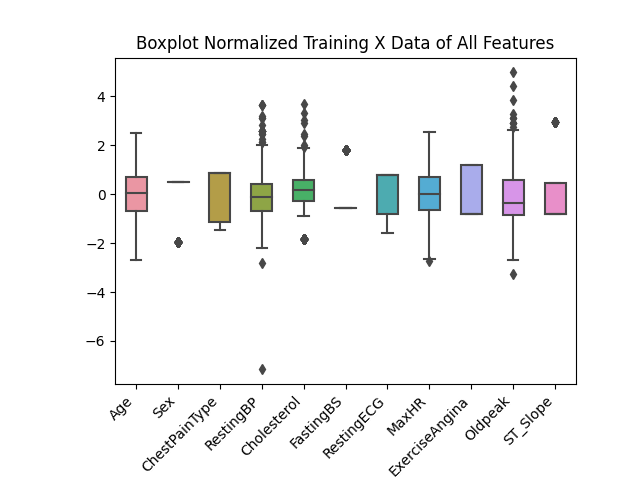 Boxplot Normalized Training X Data of All Features
4
2
0
−2
−4
−6
Age
Sex
ChestPainType
RestingBP
Cholesterol
FastingBS
RestingECG
MaxHR
ExerciseAngina
Oldpeak
ST_Slope